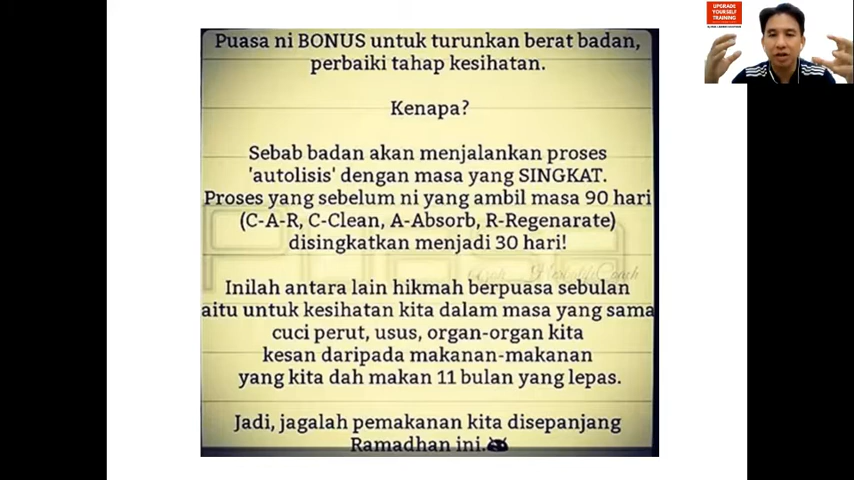 Puasa ni BONUS untuk turunkan berat badan,
perbaiki tahap kesihatan.
Kenapa?
Sebab badan akan menjalankan proses
'autolisis' dengan masa yang SINGKAT.
Proses yang sebelum ni yang ambil masa 90 hari
(C-A-R, C-Clean, A-Absorb, R-Regenarate)
disingkatkan menjadi 30 hari!
Inilah antara lain hikmah berpuasa sebulan
aitu untuk kesihatan kita dalam masa yang sama
cuci perut, usus, organ-organ kita
kesan daripada makanan-makanan
yang kita dah makan 11 bulan yang lepas.
Jadi, jagalah pemakanan kita disepanjang
Ramadhan ini.
UPGRADE
YOURSELF
TRAINING